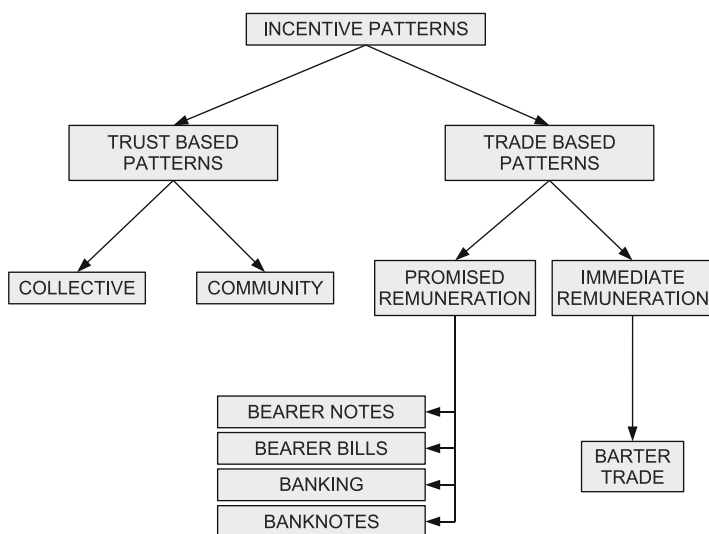 INCENTIVE PATTERNS
TRUST BASED
PATTERNS
TRADE BASED
PATTERNS
COLLECTIVE
COMMUNITY
PROMISED
REMUNERATION
IMMEDIATE
REMUNERATION
BEARER NOTES
BEARER BILLS
BANKING
BANKNOTES
BARTER
TRADE